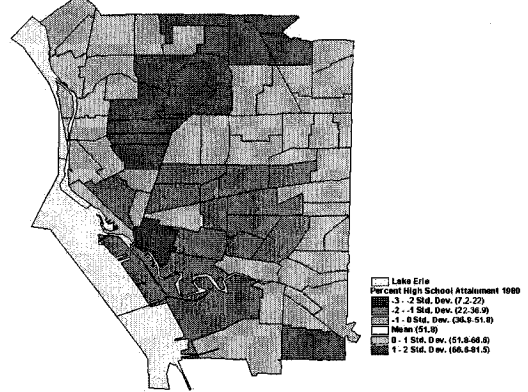 Lake Erie
Percent High School Attainment 1989
-3 - -2 Std. Dev. (7.2-22)
-2 - -1 Std. Dev. (22-36.9)
-1 - 0 Std. Dev. (36.9-51.8)
Mean (51.8)
0 - 1 Std. Dev. (51.8-66.6)
1 - 2 Std. Dev. (66.6-81.5)